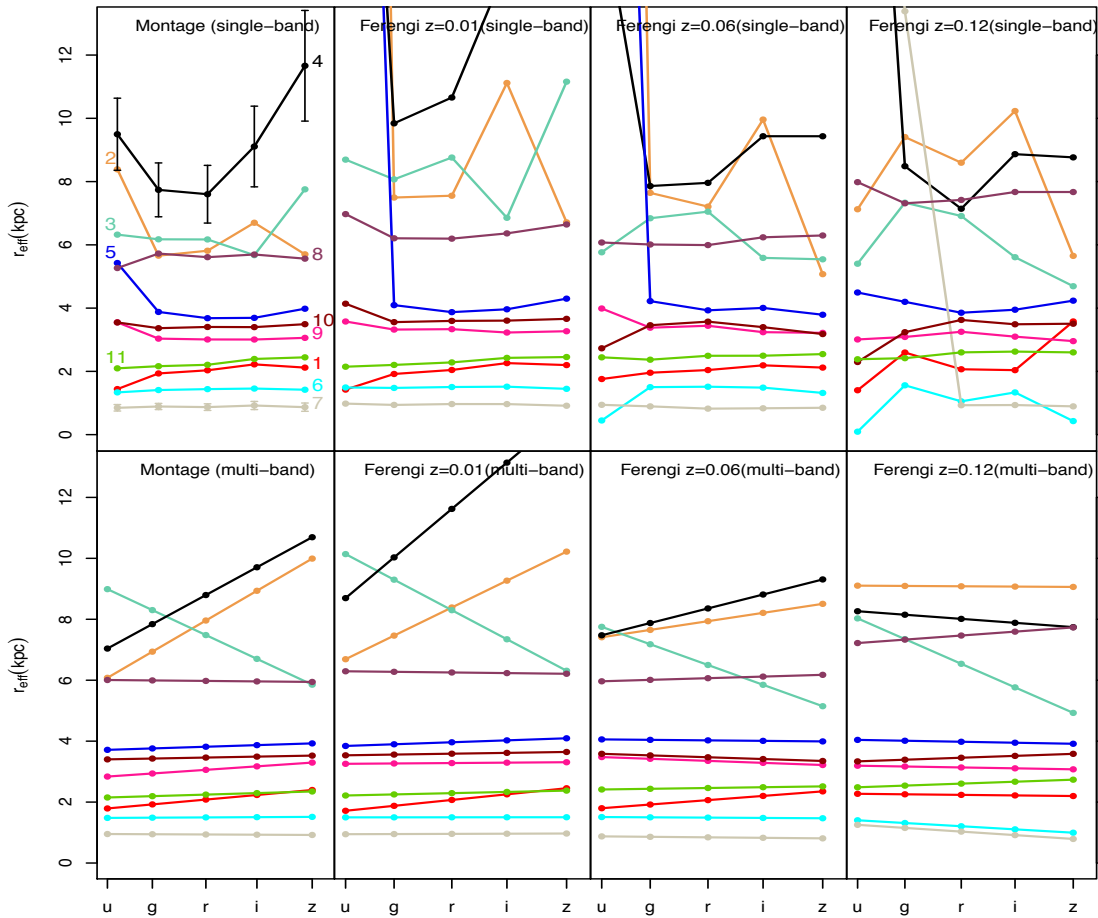 Montage (single−band)
Ferengi z=0.01(single−band)
Ferengi z=0.06(single−band)
Ferengi z=0.12(single−band)
12
10
8
6
4
2
0
r_eff(kpc)
4
2
3
5
8
10
9
11
1
6
7
Montage (multi−band)
Ferengi z=0.01(multi−band)
Ferengi z=0.06(multi−band)
Ferengi z=0.12(multi−band)
12
10
8
6
4
2
0
r_eff(kpc)
u g r i z
u g r i z
u g r i z
u g r i z